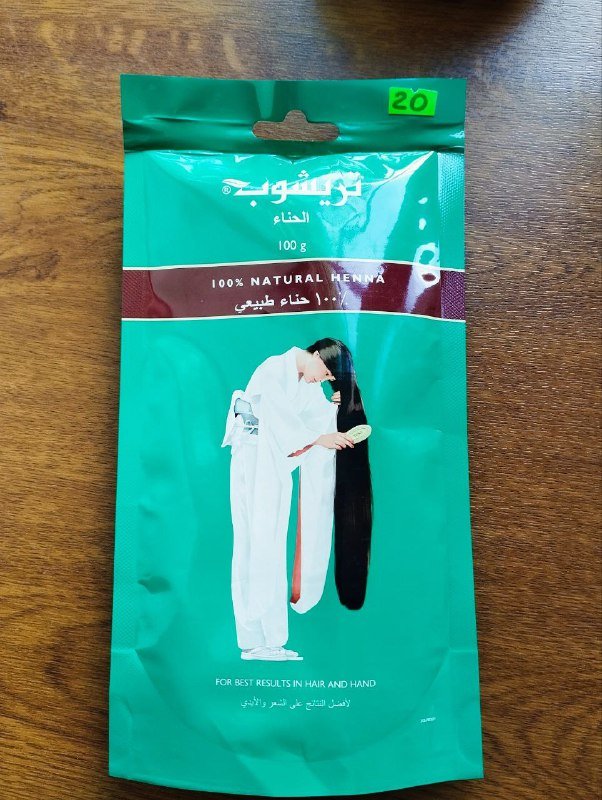 20
تريشوب®
الحناء
100 g
100% NATURAL HENNA
١٠٠٪ حناء طبيعي
FOR BEST RESULTS IN HAIR AND HAND
لأفضل النتائج على الشعر والأيدي